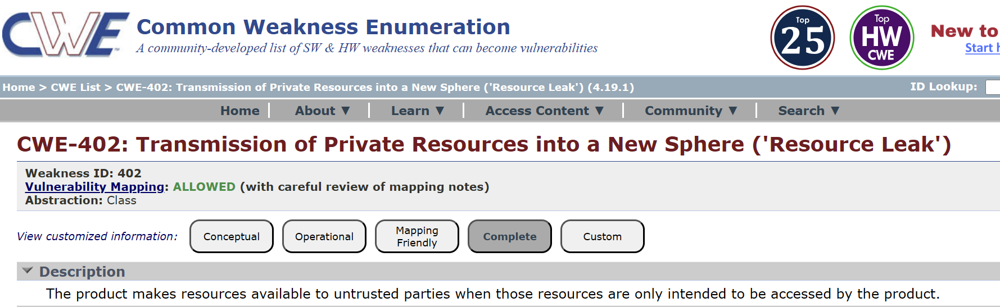 CWE
Common Weakness Enumeration
A community-developed list of SW & HW weaknesses that can become vulnerabilities
Top
25
Top
HW
CWE
New to
Start
Home > CWE List > CWE-402: Transmission of Private Resources into a New Sphere ('Resource Leak') (4.19.1)
ID Lookup:
Home
About ▼
Learn ▼
Access Content ▼
Community ▼
Search ▼
CWE-402: Transmission of Private Resources into a New Sphere ('Resource Leak')
Weakness ID: 402
Vulnerability Mapping: ALLOWED (with careful review of mapping notes)
Abstraction: Class
View customized information:
Conceptual
Operational
Mapping
Friendly
Complete
Custom
Description
The product makes resources available to untrusted parties when those resources are only intended to be accessed by the product.